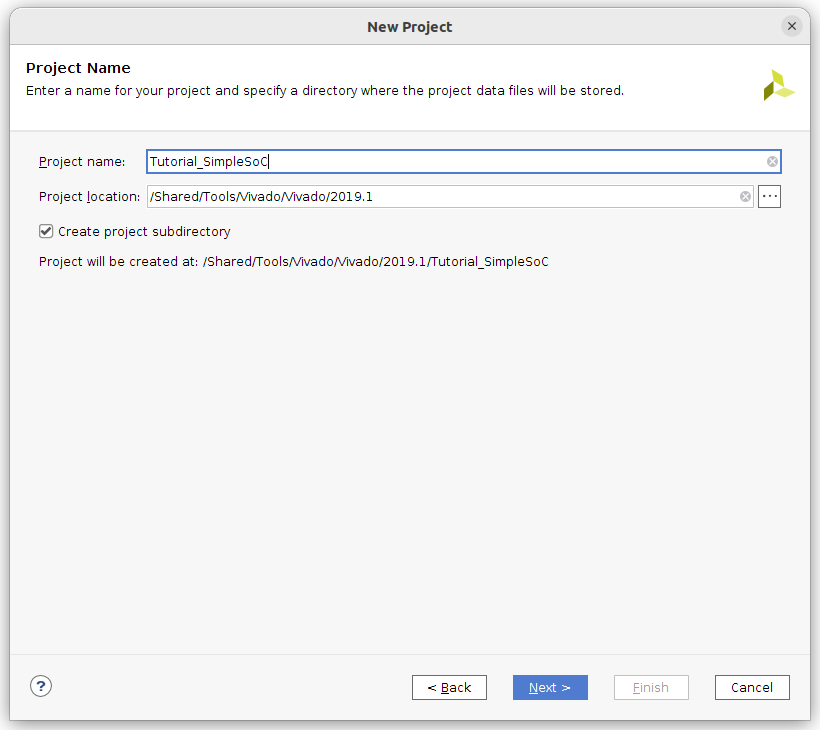 New Project
Project Name
Enter a name for your project and specify a directory where the project data files will be stored.
Project name: Tutorial_SimpleSoC
Project location: /Shared/Tools/Vivado/Vivado/2019.1 ...
Create project subdirectory
Project will be created at: /Shared/Tools/Vivado/Vivado/2019.1/Tutorial_SimpleSoC
? < Back Next > Finish Cancel